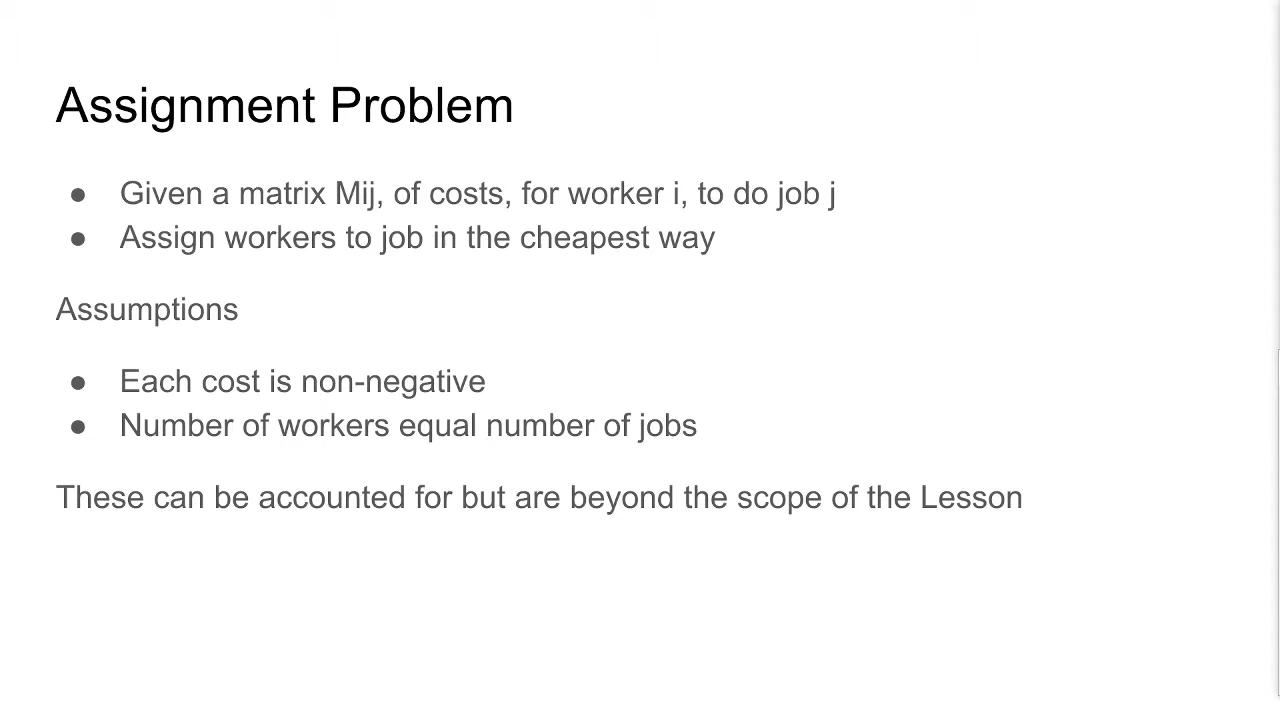 Assignment Problem
● Given a matrix Mij, of costs, for worker i, to do job j
● Assign workers to job in the cheapest way
Assumptions
● Each cost is non-negative
● Number of workers equal number of jobs
These can be accounted for but are beyond the scope of the Lesson